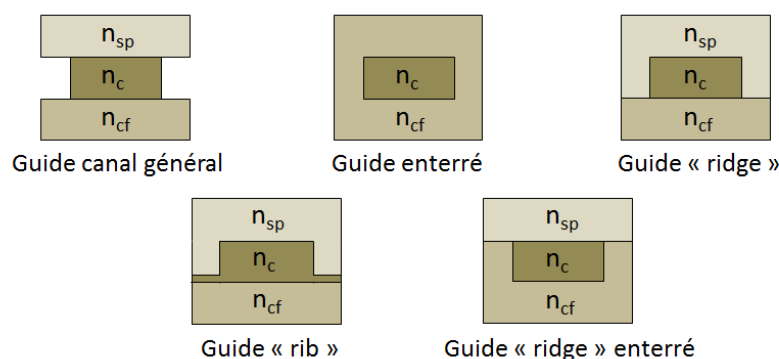 n_sp
n_c
n_cf
Guide canal général
n_c
n_cf
Guide enterré
n_sp
n_c
n_cf
Guide « ridge »
n_sp
n_c
n_cf
Guide « rib »
n_sp
n_c
n_cf
Guide « ridge » enterré